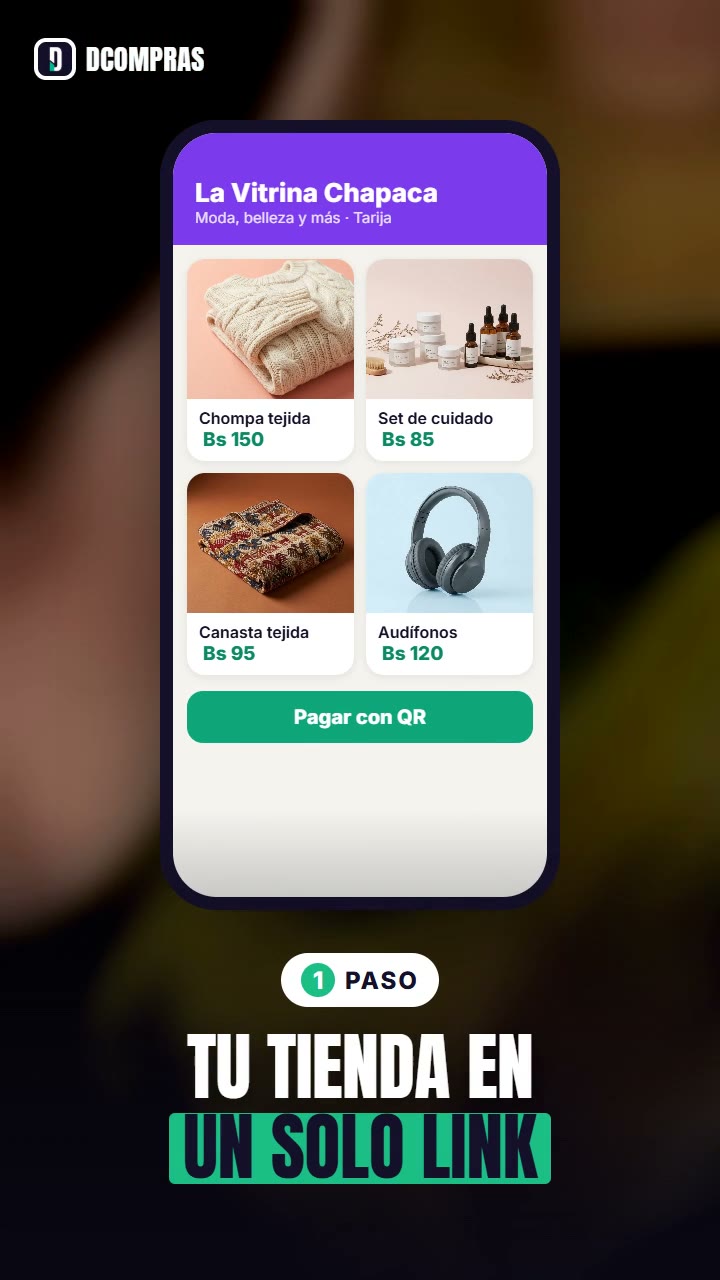 DCOMPRAS
La Vitrina Chapaca
Moda, belleza y más · Tarija
Chompa tejida
Bs 150
Set de cuidado
Bs 85
Canasta tejida
Bs 95
Audífonos
Bs 120
Pagar con QR
1 PASO
TU TIENDA EN
UN SOLO LINK